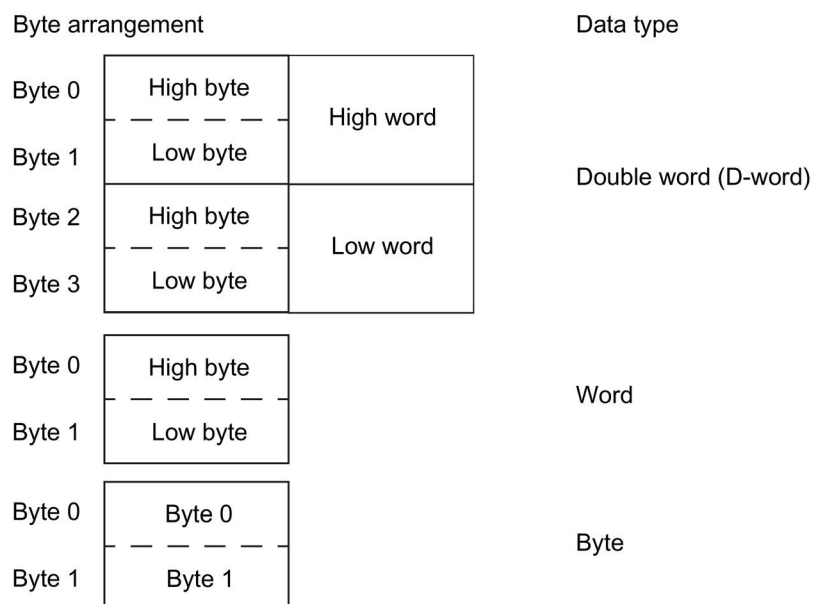 Byte arrangement Data type
Byte 0 High byte
High word
Byte 1 Low byte
Double word (D-word)
Byte 2 High byte
Low word
Byte 3 Low byte
Byte 0 High byte
Word
Byte 1 Low byte
Byte 0 Byte 0
Byte
Byte 1 Byte 1